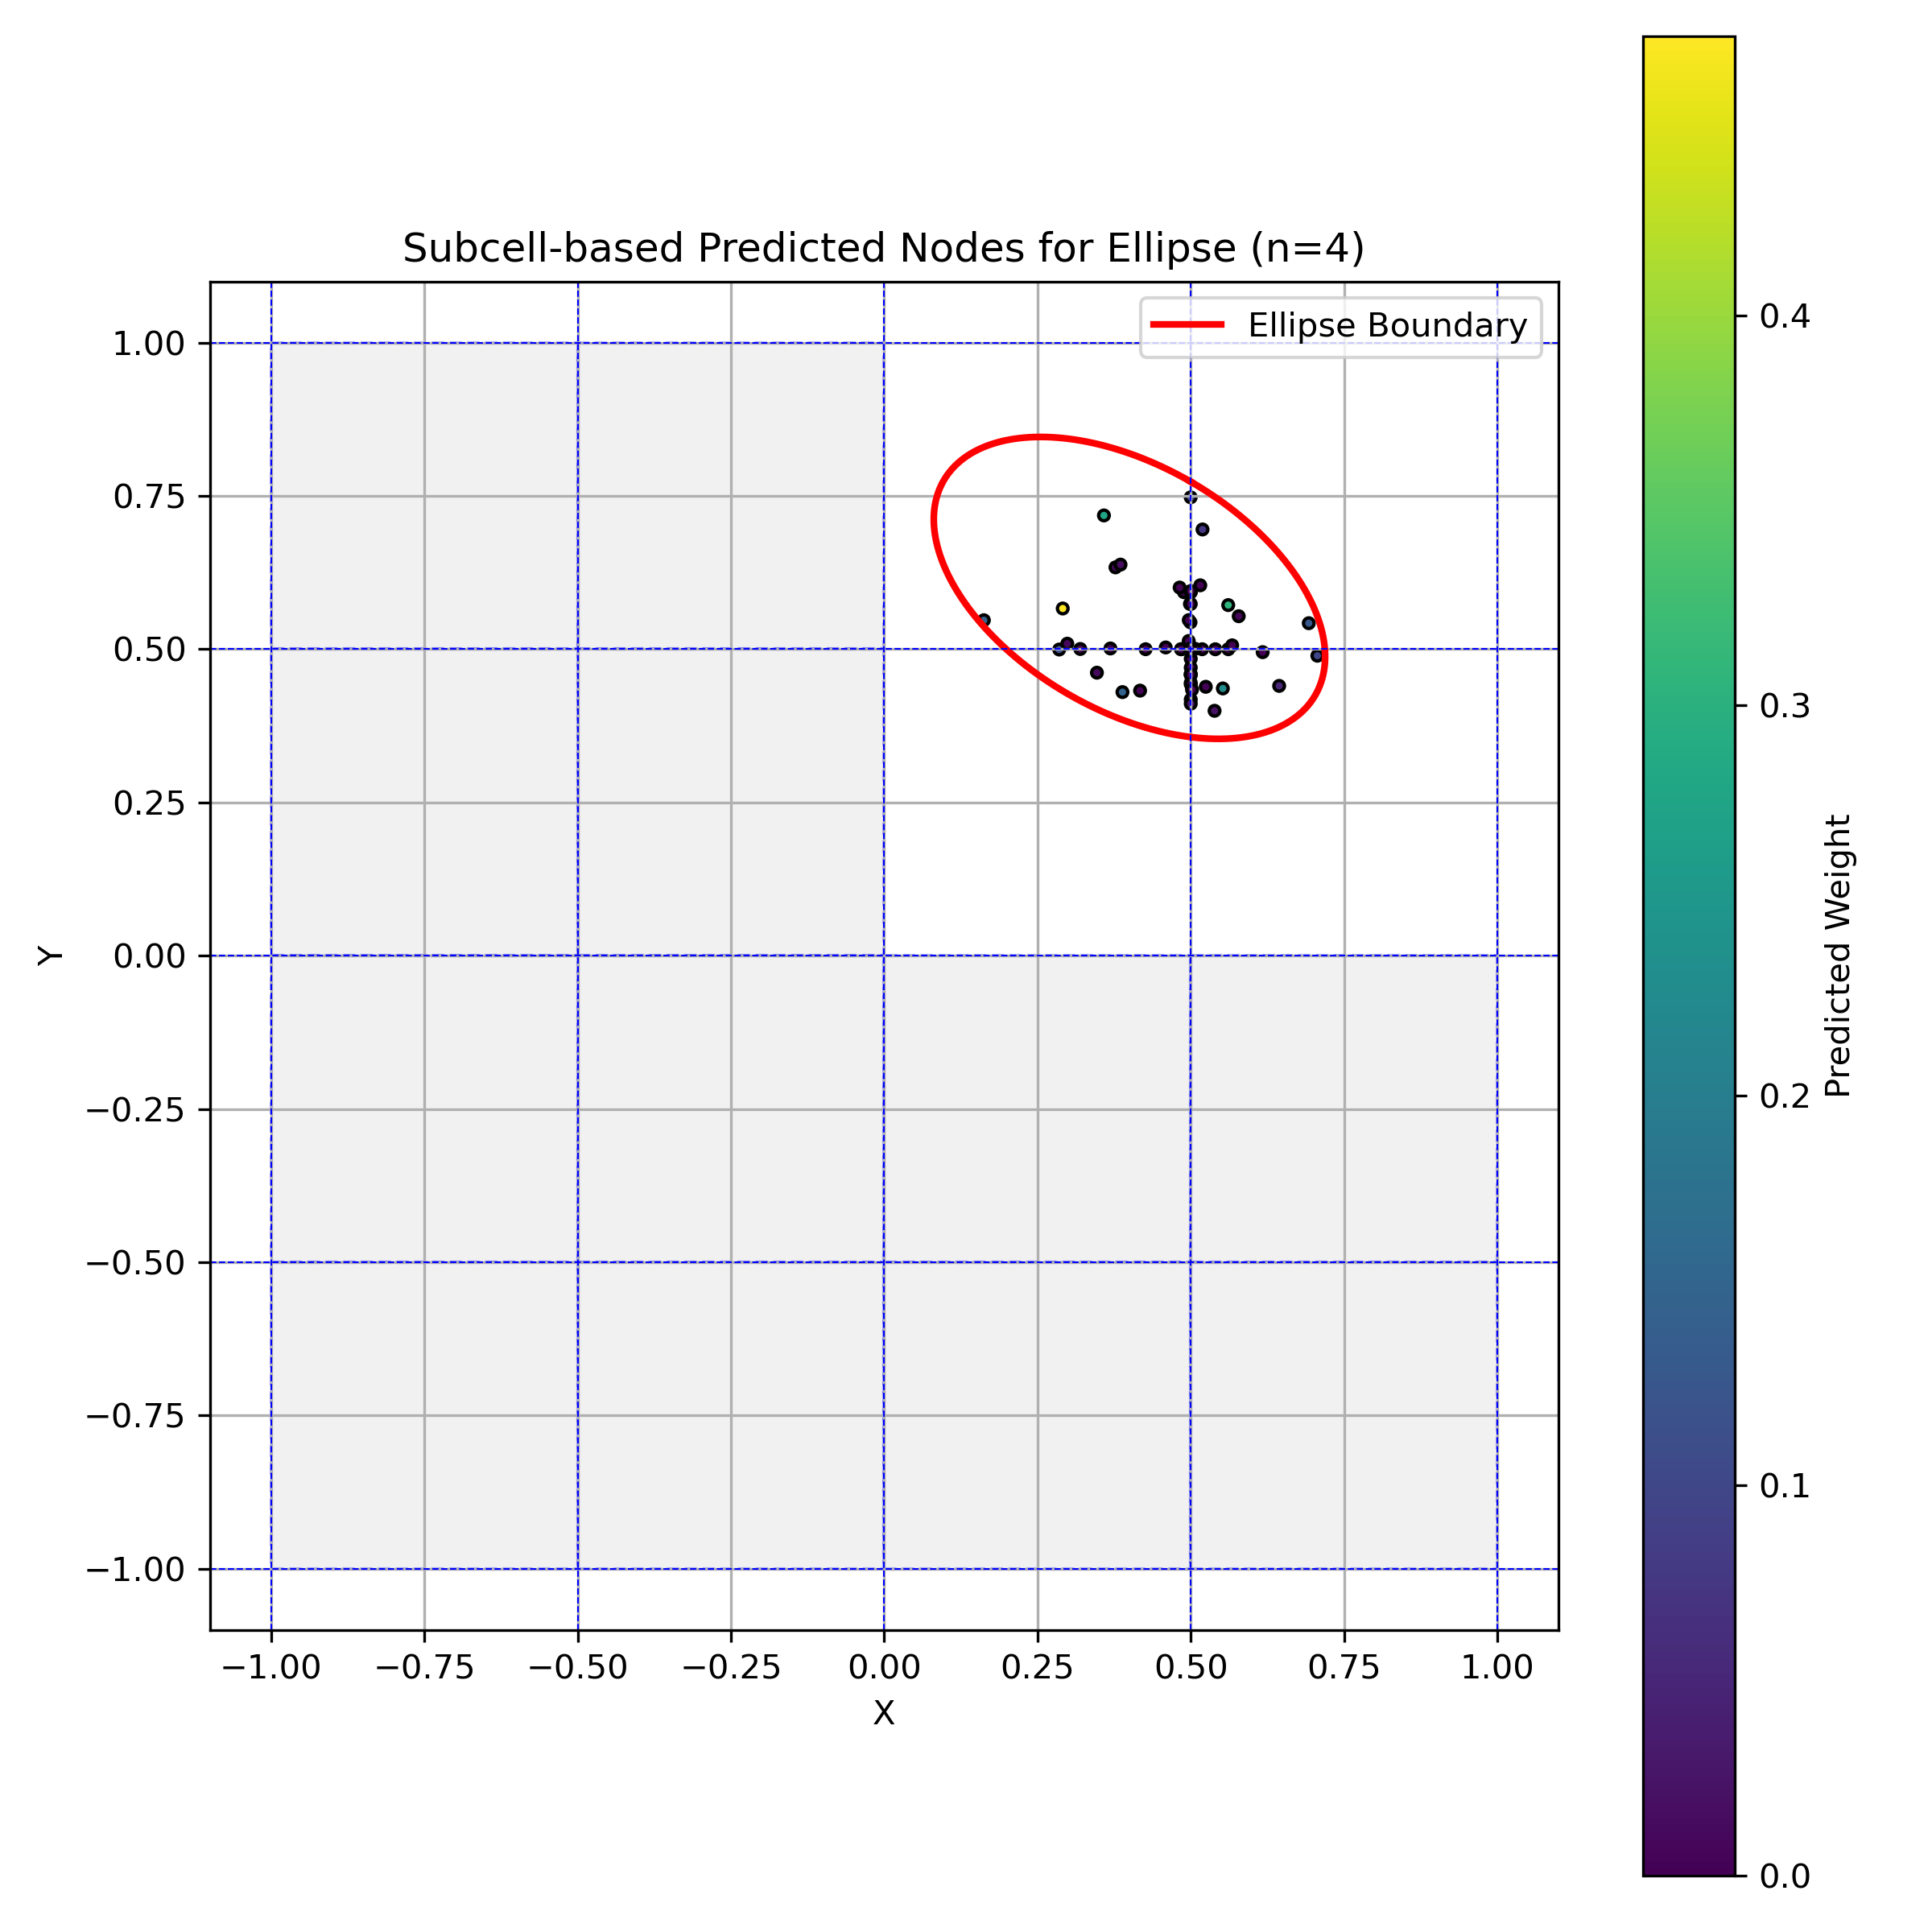 Subcell-based Predicted Nodes for Ellipse (n=4)
Ellipse Boundary
1.00
0.75
0.50
0.25
0.00
−0.25
−0.50
−0.75
−1.00
Y
−1.00 −0.75 −0.50 −0.25 0.00 0.25 0.50 0.75 1.00
X
0.4
0.3
0.2
0.1
0.0
Predicted Weight